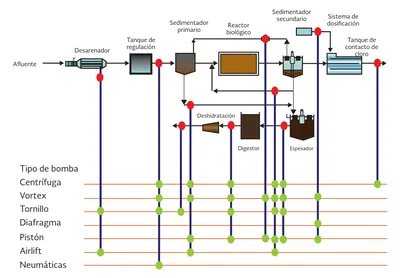 Sedimentador
secundario
Sistema de
dosificación
Sedimentador
primario
Reactor
biológico
Tanque de
regulación
Tanque de
contacto de
cloro
Desarenador
Afluente
Deshidratación
Digestor
Espesador
Tipo de bomba
Centrífuga
Vortex
Tornillo
Diafragma
Pistón
Airlift
Neumáticas